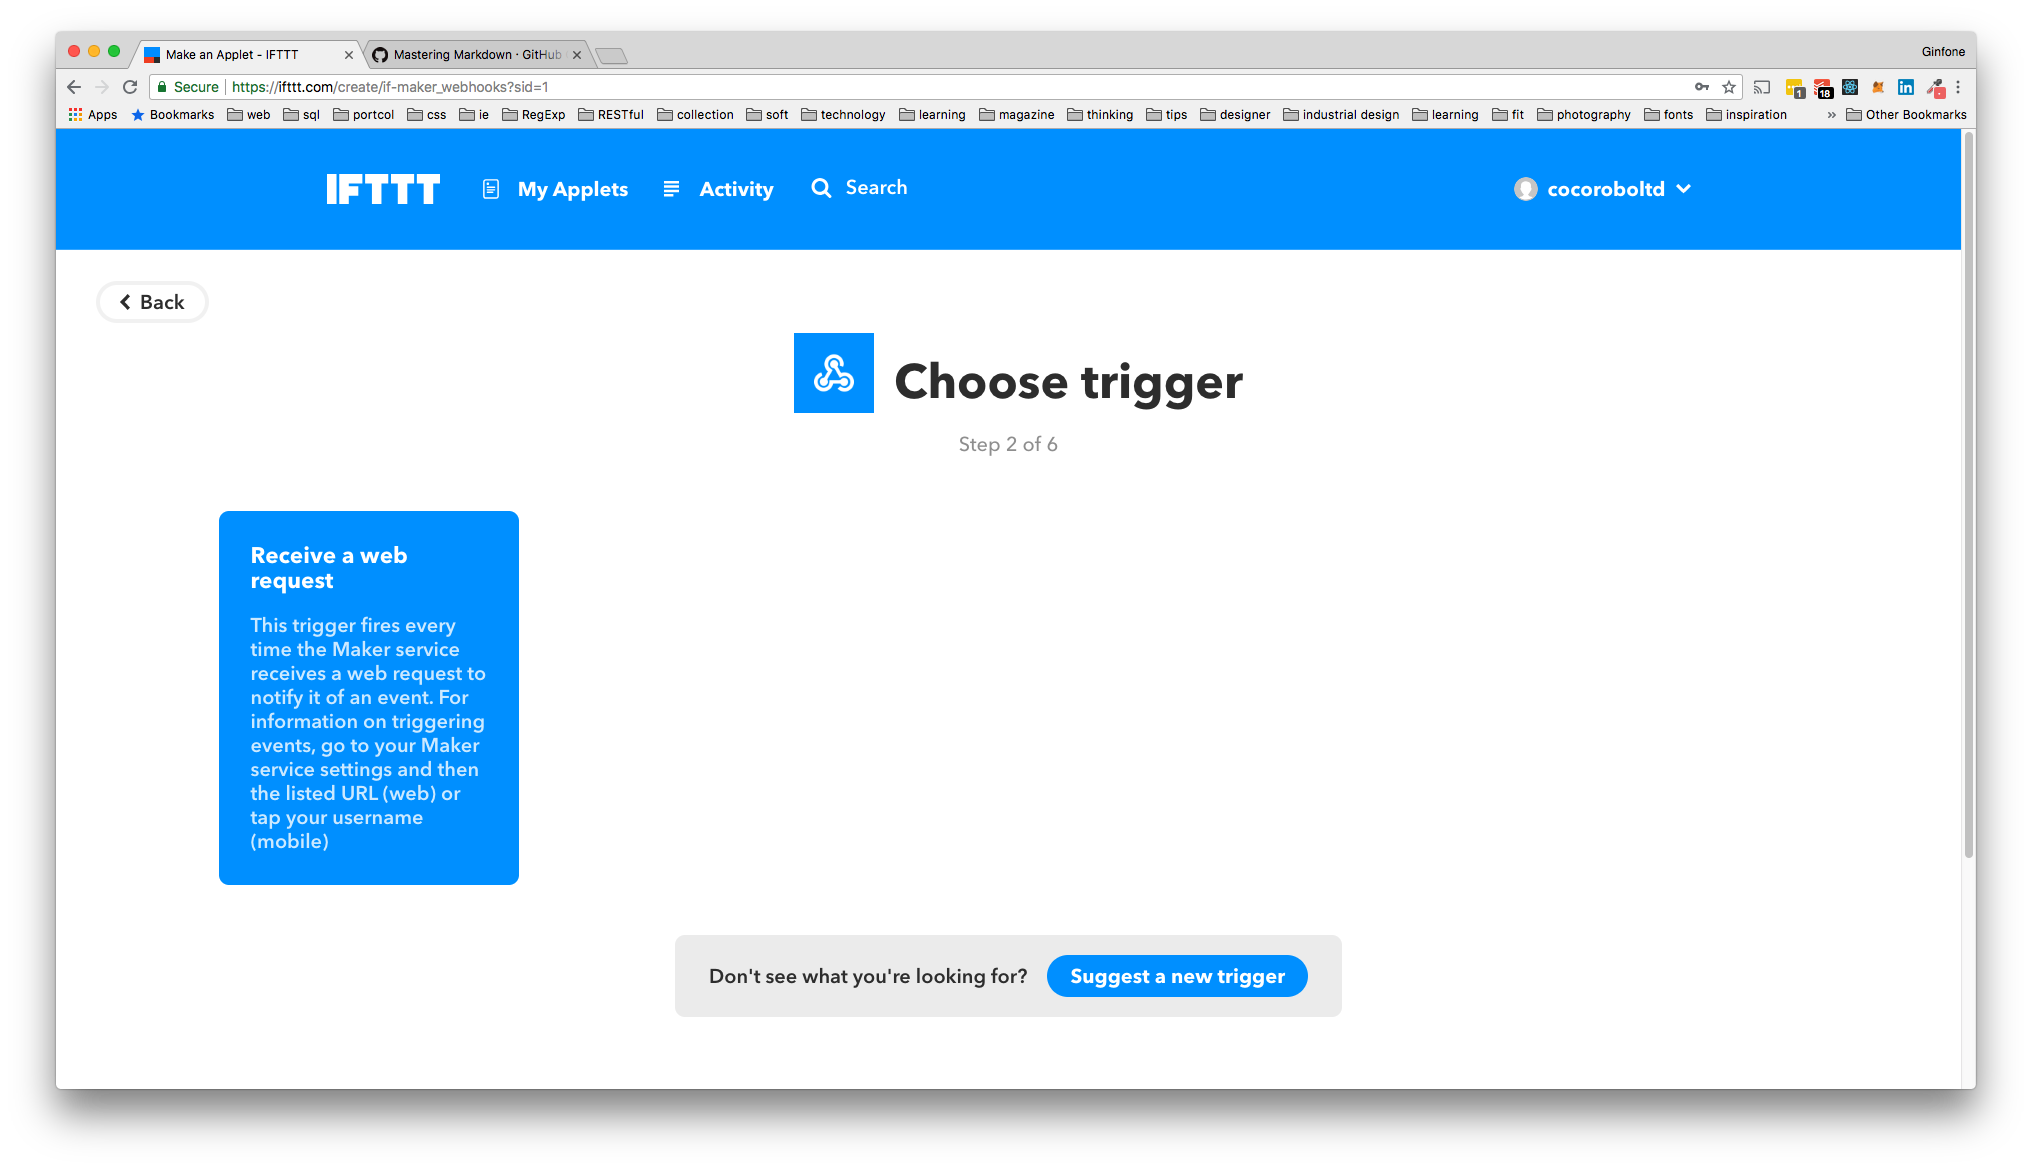 Make an Applet - IFTTT
Mastering Markdown · GitHub
Ginfone
Secure https://ifttt.com/create/if-maker_webhooks?sid=1
1
18
Apps Bookmarks web sql portcol css ie RegExp RESTful collection soft technology learning magazine thinking tips designer industrial design learning fit photography fonts inspiration » Other Bookmarks
IFTTT My Applets Activity Search cocoroboltd
Back
Choose trigger
Step 2 of 6
Receive a web
request
This trigger fires every
time the Maker service
receives a web request to
notify it of an event. For
information on triggering
events, go to your Maker
service settings and then
the listed URL (web) or
tap your username
(mobile)
Don't see what you're looking for? Suggest a new trigger